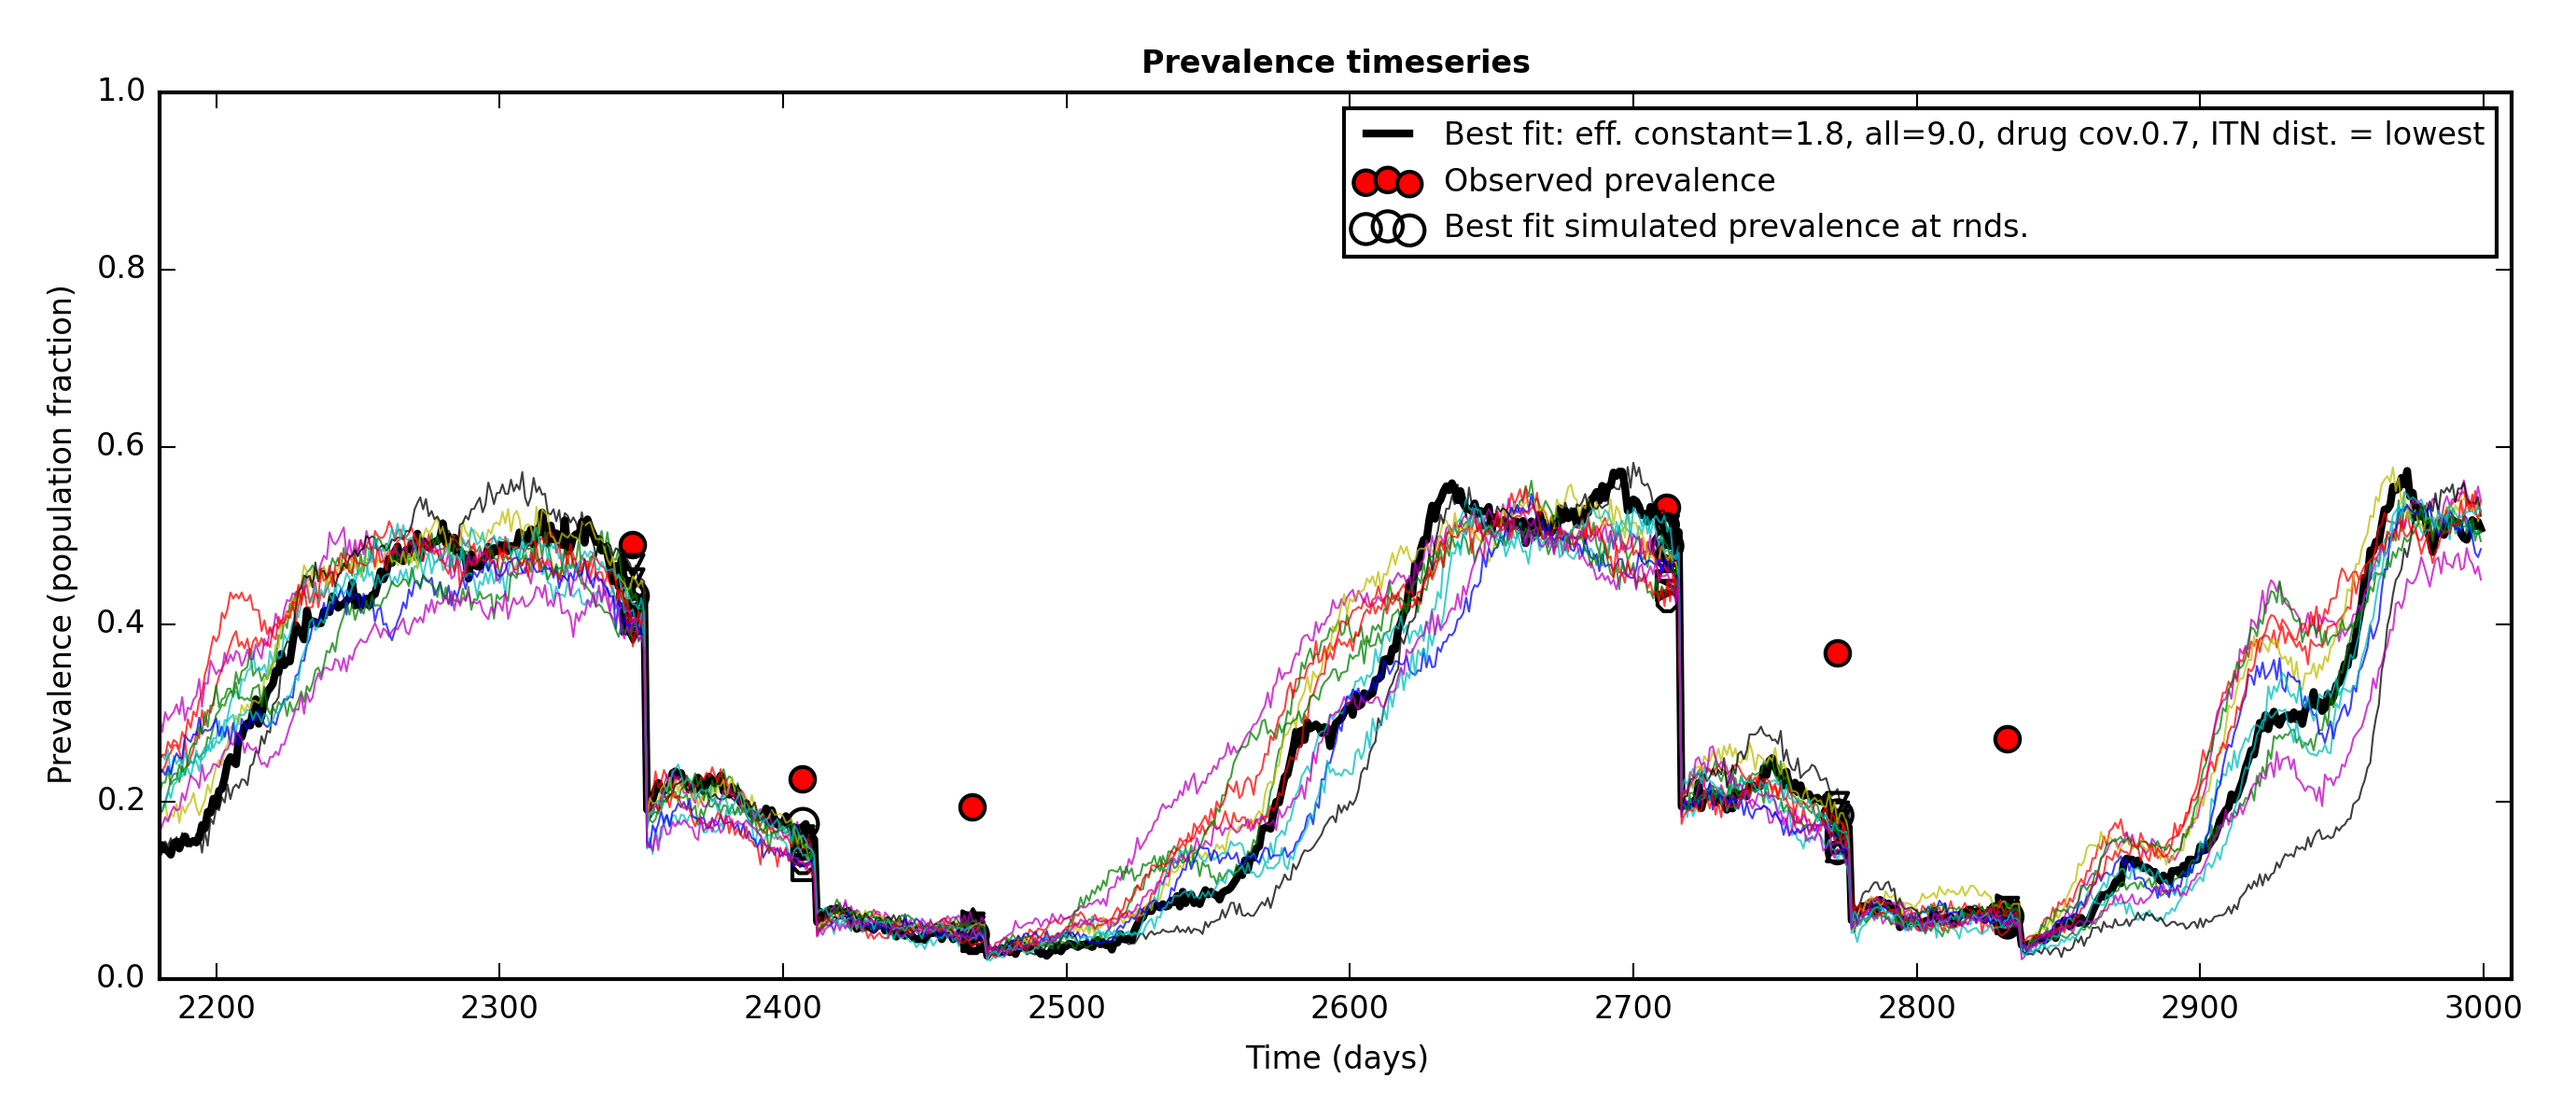 Prevalence timeseries
Best fit: eff. constant=1.8, all=9.0, drug cov.0.7, ITN dist. = lowest
Observed prevalence
Best fit simulated prevalence at rnds.
Prevalence (population fraction)
1.0
0.8
0.6
0.4
0.2
0.0
2200 2300 2400 2500 2600 2700 2800 2900 3000
Time (days)